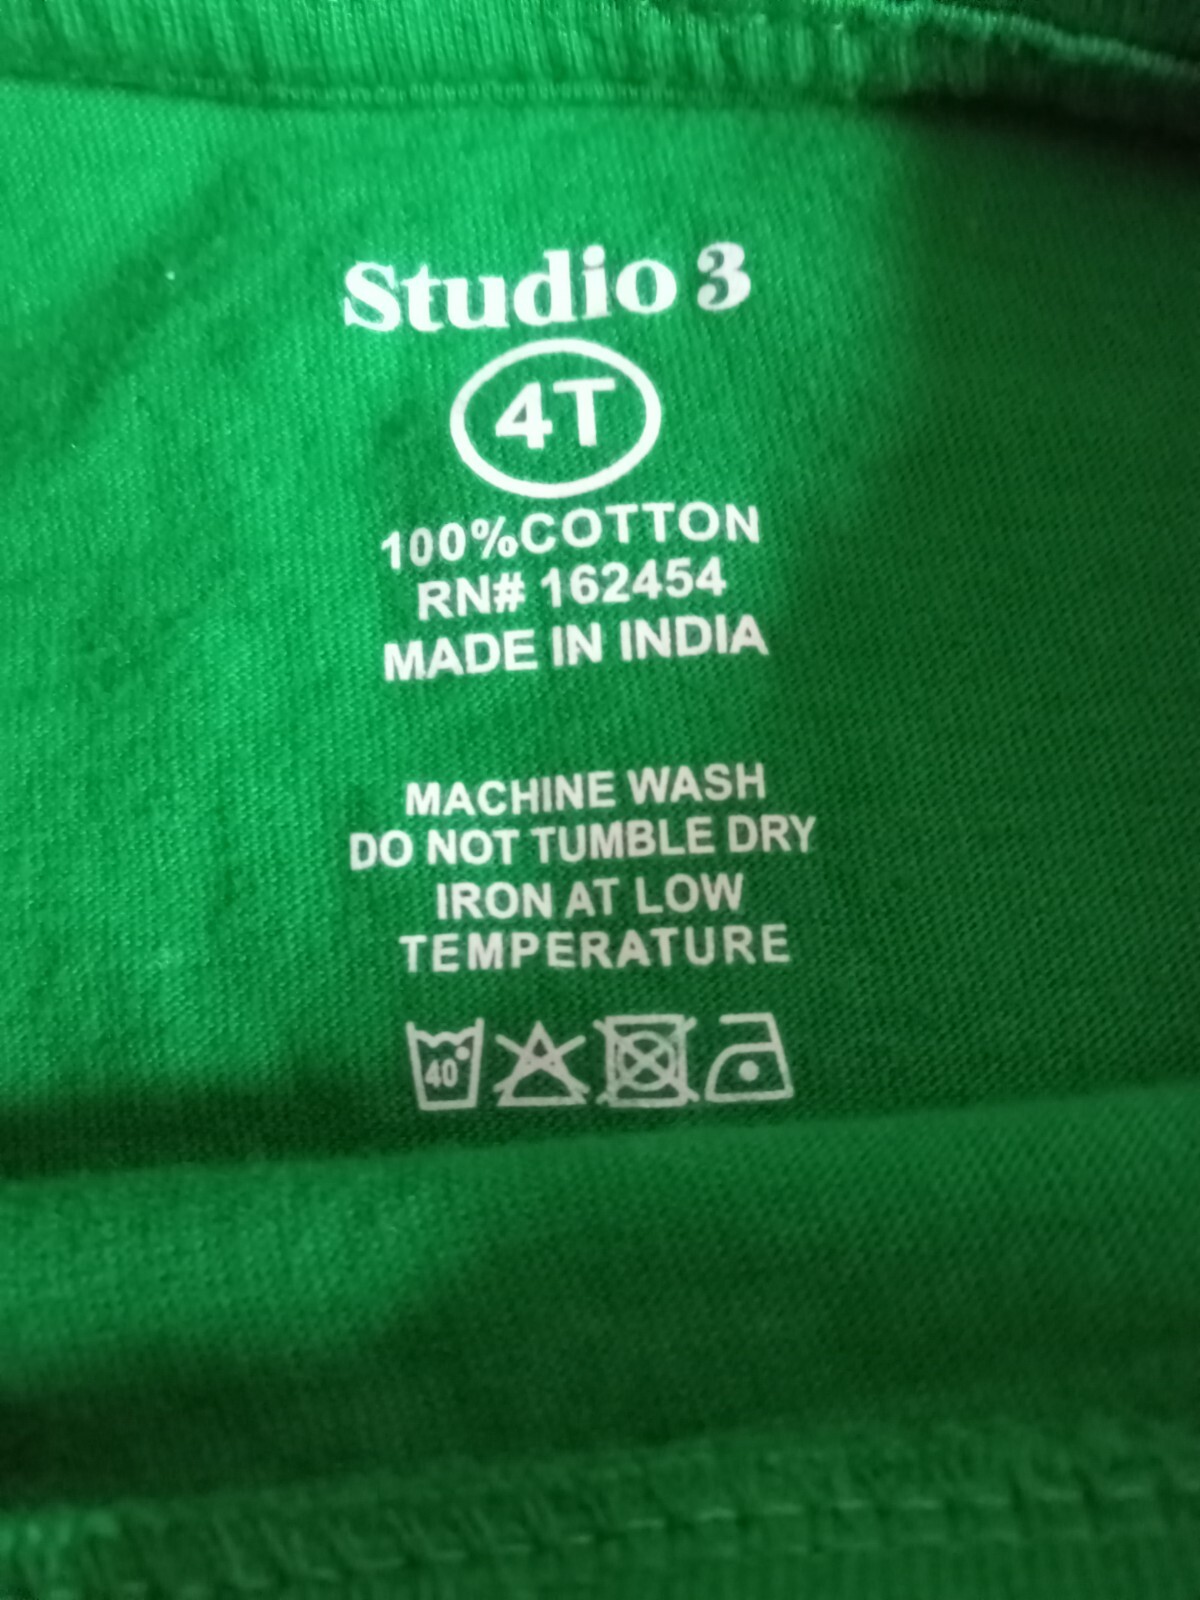 Studio 3
4T
100%COTTON
RN# 162454
MADE IN INDIA
MACHINE WASH
DO NOT TUMBLE DRY
IRON AT LOW
TEMPERATURE
40°